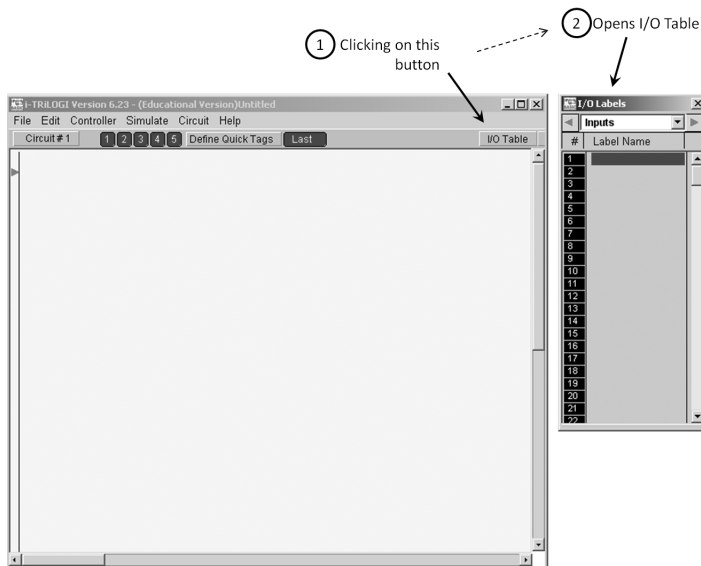 1 Clicking on this
button
2 Opens I/O Table
i-TRiLOGI Version 6.23 - (Educational Version)Untitled
File Edit Controller Simulate Circuit Help
Circuit # 1 1 2 3 4 5 Define Quick Tags Last I/O Table
I/O Labels
Inputs
# Label Name
1
2
3
4
5
6
7
8
9
10
11
12
13
14
15
16
17
18
19
20
21
22